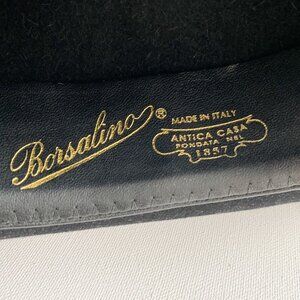 Borsalino ®
MADE IN ITALY
ANTICA CASA
FONDATA NEL
1857